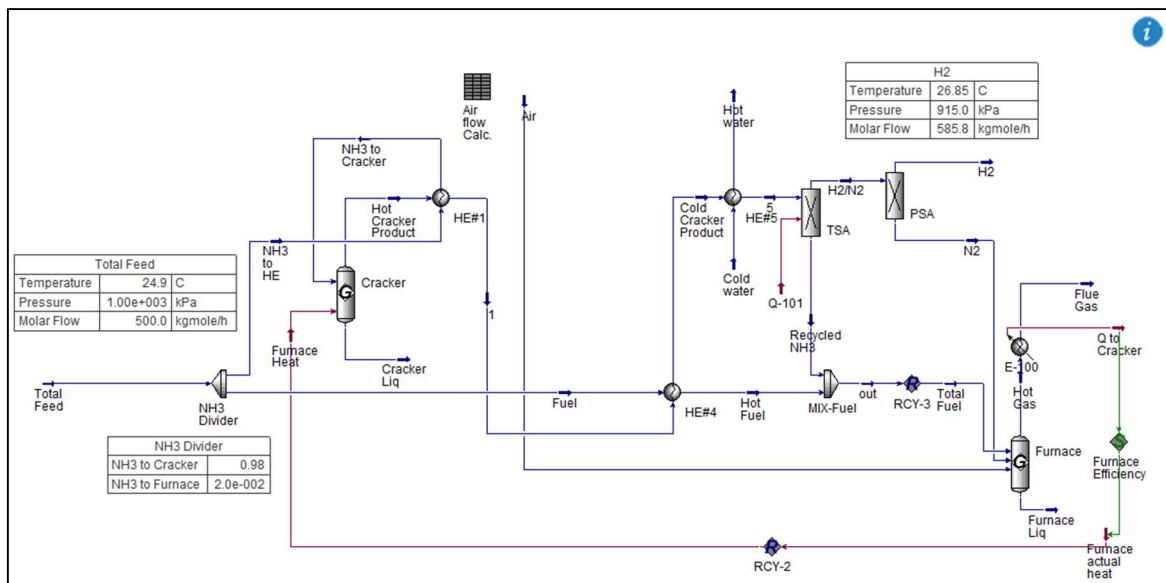 i
H2
Temperature 26.85 C
Pressure 915.0 kPa
Molar Flow 585.8 kgmole/h
Air
flow
Calc.
Air
Hot
water
NH3 to
Cracker
H2/N2
H2
Hot
Cracker
Product
HE#1
Cold
Cracker
Product
5
HE#5
TSA
PSA
NH3
to
HE
N2
Total Feed
Temperature 24.9 C
Pressure 1.00e+003 kPa
Molar Flow 500.0 kgmole/h
G
Cracker
Cold
water
Q-101
1
Flue
Gas
Furnace
Heat
Recycled
NH3
Q to
Cracker
E-100
Cracker
Liq
Total
Feed
NH3
Divider
Fuel
HE#4
Hot
Fuel
MIX-Fuel
out
R
RCY-3
Total
Fuel
Hot
Gas
G
Furnace
S
Furnace
Efficiency
NH3 Divider
NH3 to Cracker 0.98
NH3 to Furnace 2.0e-002
Furnace
Liq
R
RCY-2
Furnace
actual
heat